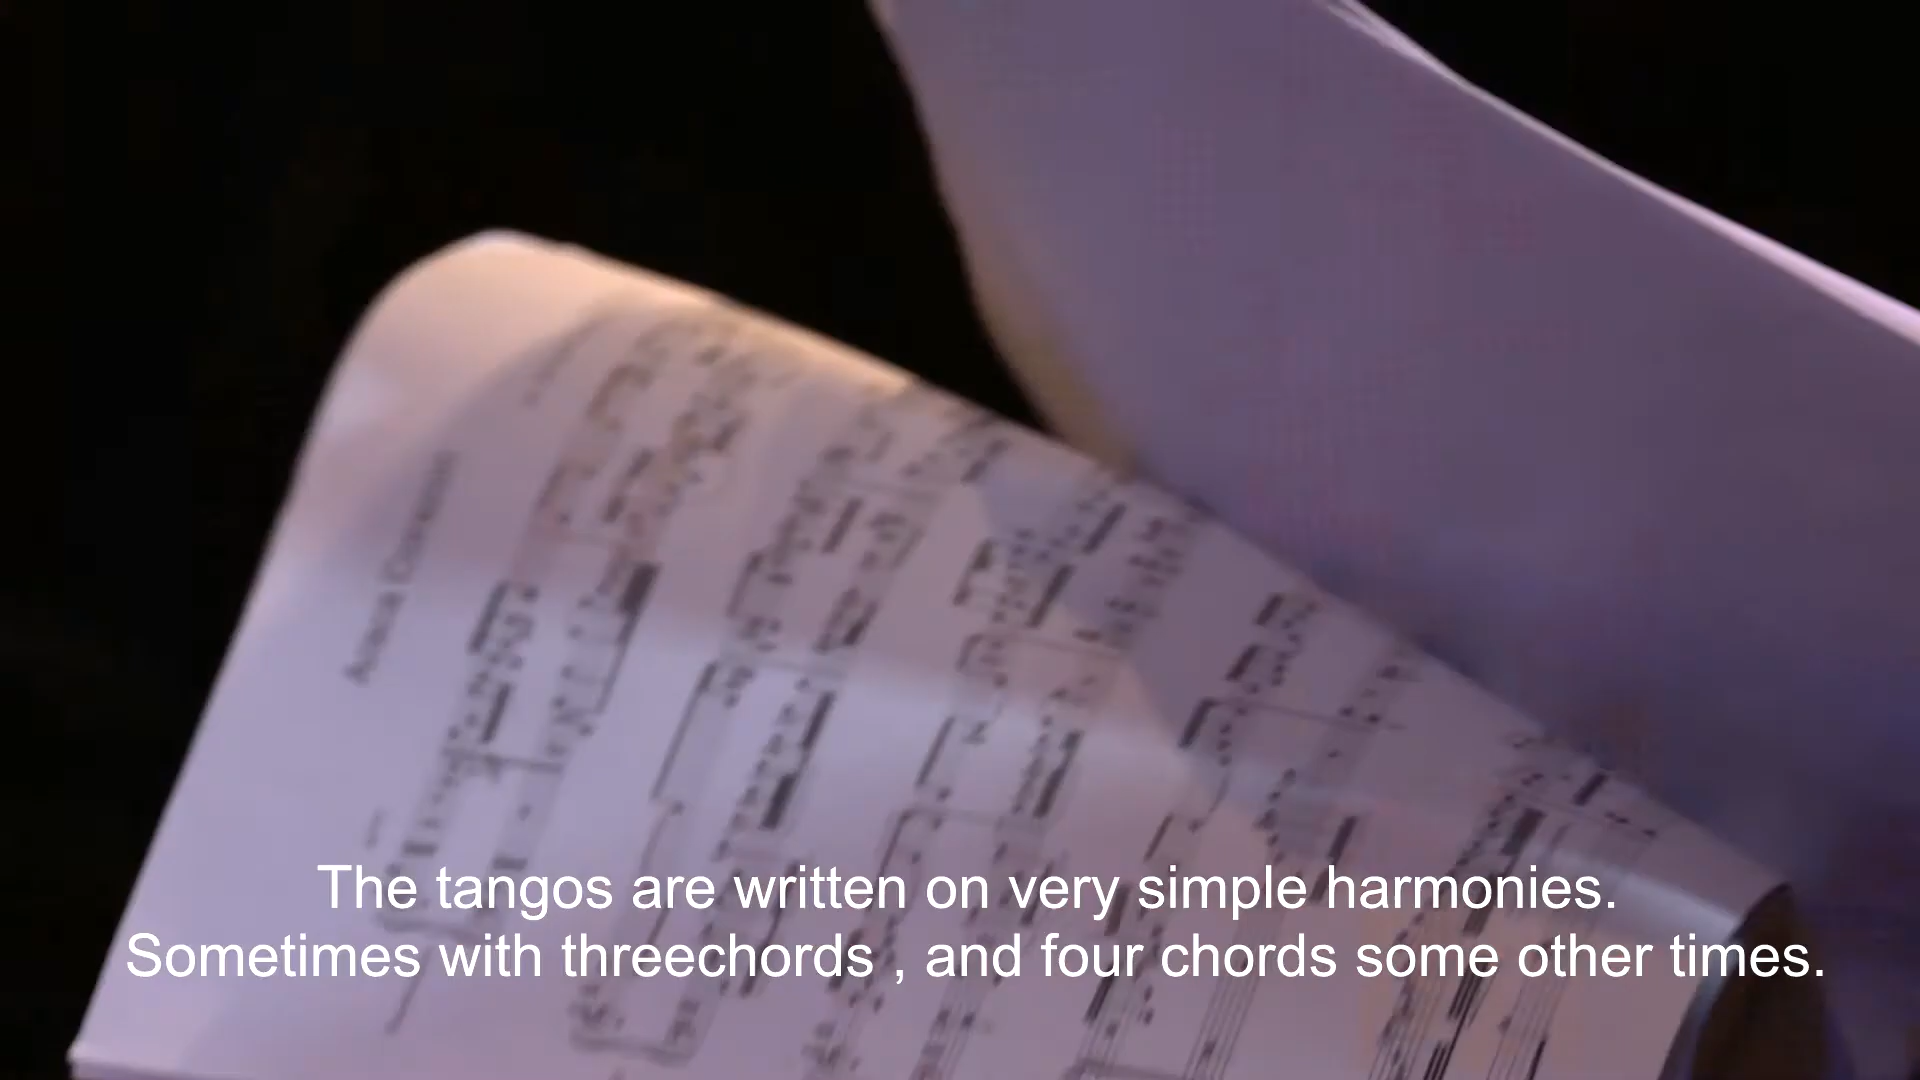 The tangos are written on very simple harmonies.
Sometimes with threechords , and four chords some other times.